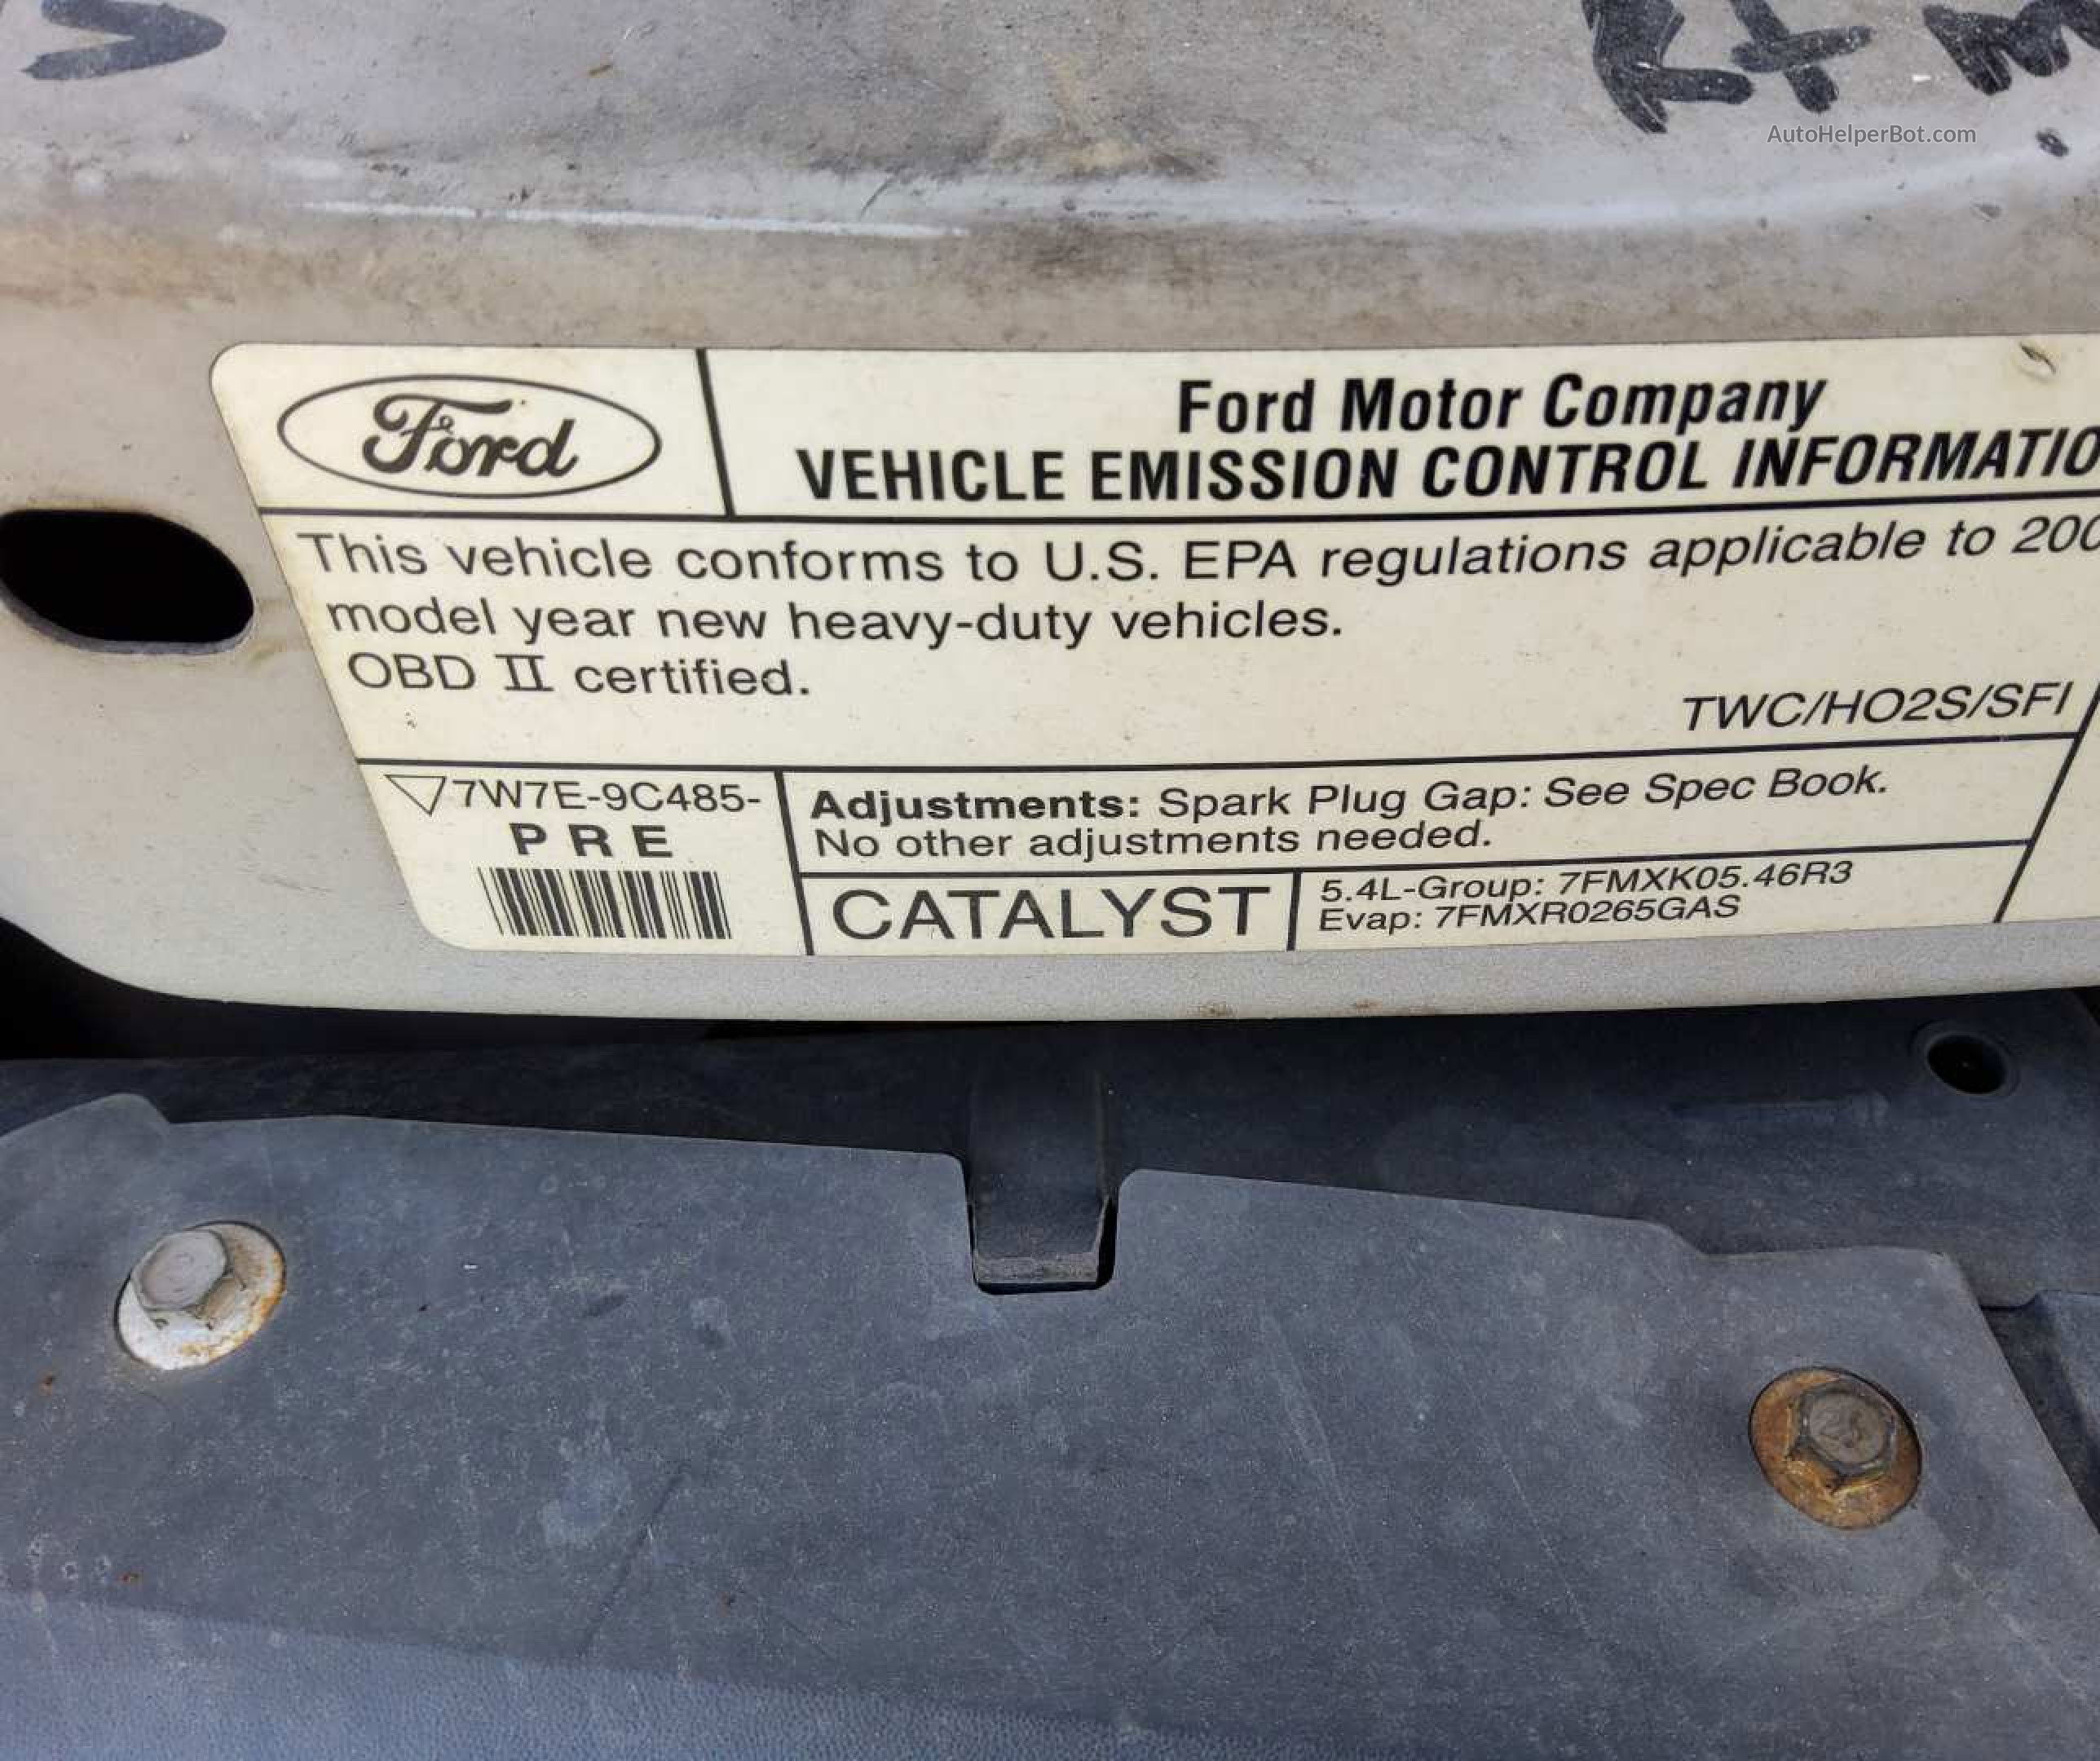 AutoHelperBot.com
Ford
Ford Motor Company
VEHICLE EMISSION CONTROL INFORMATIO
This vehicle conforms to U.S. EPA regulations applicable to 200
model year new heavy-duty vehicles.
OBD II certified.
TWC/HO2S/SFI
7W7E-9C485-
PRE
Adjustments: Spark Plug Gap: See Spec Book.
No other adjustments needed.
CATALYST
5.4L-Group: 7FMXK05.46R3
Evap: 7FMXR0265GAS